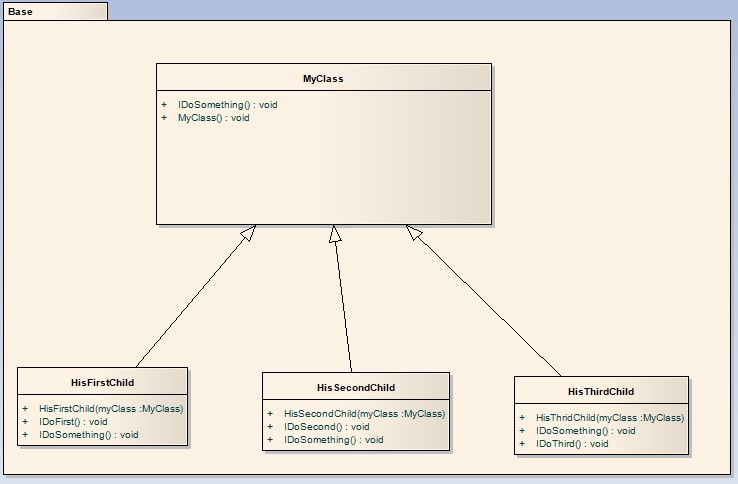 Base
MyClass
+ IDoSomething() : void
+ MyClass() : void
HisFirstChild
+ HisFirstChild(myClass :MyClass)
+ IDoFirst() : void
+ IDoSomething() : void
HisSecondChild
+ HisSecondChild(myClass :MyClass)
+ IDoSecond() : void
+ IDoSomething() : void
HisThirdChild
+ HisThridChild(myClass :MyClass)
+ IDoSomething() : void
+ IDoThird() : void